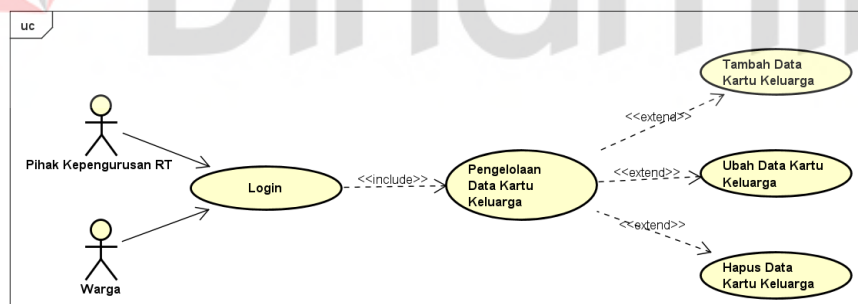 uc
Tambah Data
Kartu Keluarga
<<extend>>
Pihak Kepengurusan RT
Login
<<include>>
Pengelolaan
Data Kartu
Keluarga
<<extend>>
Ubah Data Kartu
Keluarga
<<extend>>
Warga
Hapus Data
Kartu Keluarga